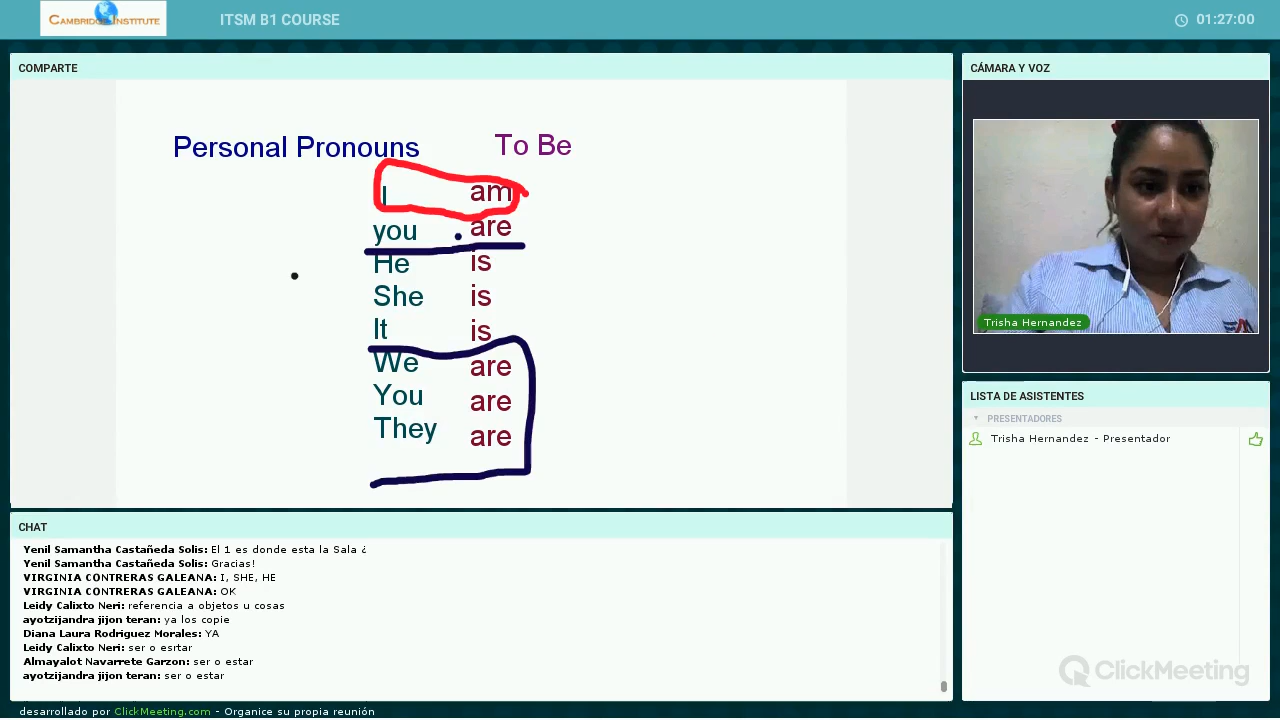 CAMBRIDGE INSTITUTE
ITSM B1 COURSE
01:27:00
COMPARTE
Personal Pronouns To Be
I am
you are
He is
She is
It is
We are
You are
They are
CÁMARA Y VOZ
Trisha Hernandez
LISTA DE ASISTENTES
PRESENTADORES
Trisha Hernandez - Presentador
ClickMeeting
CHAT
Yenil Samantha Castañeda Solis: El 1 es donde esta la Sala ¿
Yenil Samantha Castañeda Solis: Gracias!
VIRGINIA CONTRERAS GALEANA: I, SHE, HE
VIRGINIA CONTRERAS GALEANA: OK
Leidy Calixto Neri: referencia a objetos u cosas
ayotzijandra jijon teran: ya los copie
Diana Laura Rodriguez Morales: YA
Leidy Calixto Neri: ser o esrtar
Almayalot Navarrete Garzon: ser o estar
ayotzijandra jijon teran: ser o estar
desarrollado por ClickMeeting.com - Organice su propia reunión